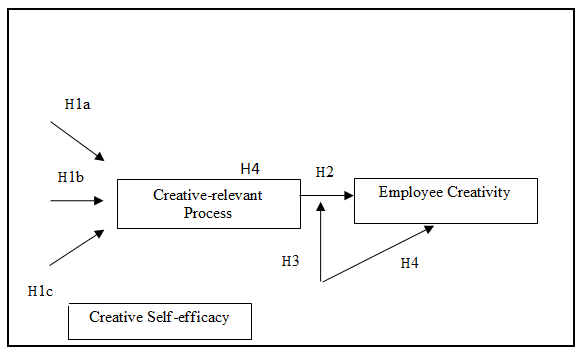 H1a
H4
H2
H1b
Creative-relevant
Process
Employee Creativity
H3
H4
H1c
Creative Self-efficacy